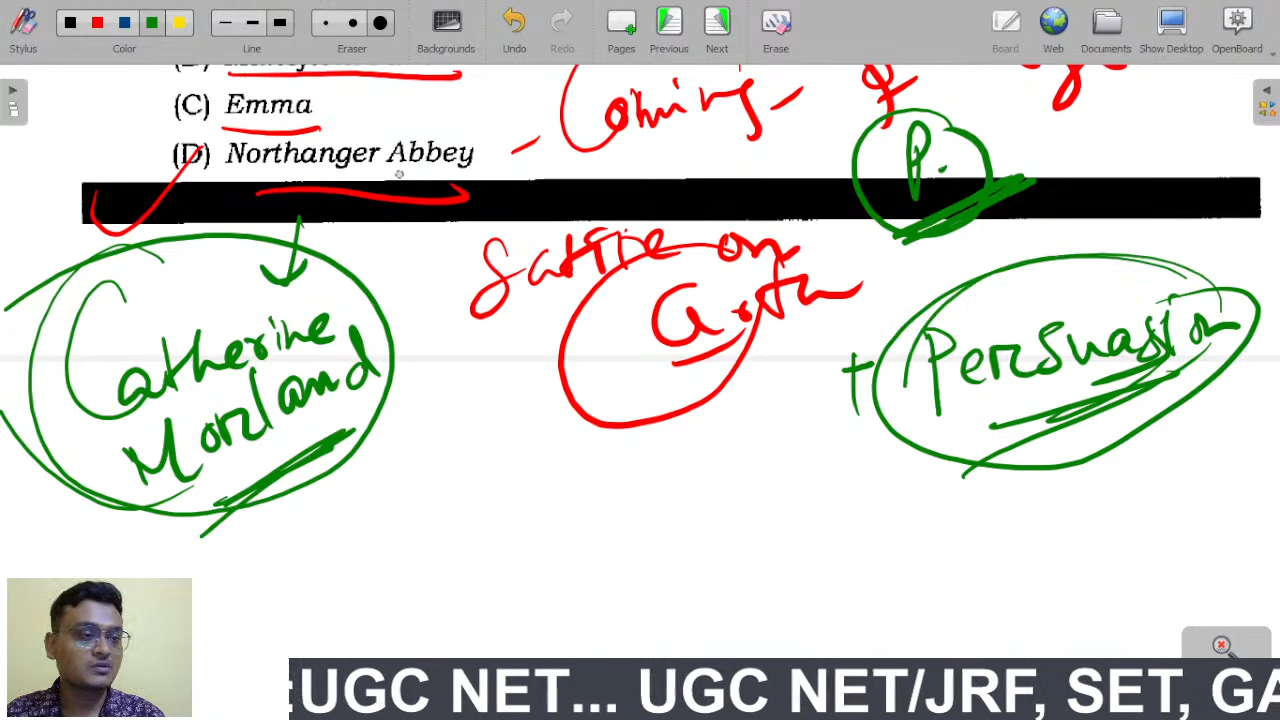 Stylus
Color
Line
Eraser
Backgrounds
Undo
Redo
Pages
Previous
Next
Erase
Board
Web
Documents
Show Desktop
OpenBoard
(C) Emma
(D) Northanger Abbey
Coming -
P.
Satire on
Catherine
Morland
+ Persuasion
:UGC NET... UGC NET/JRF, SET, GA